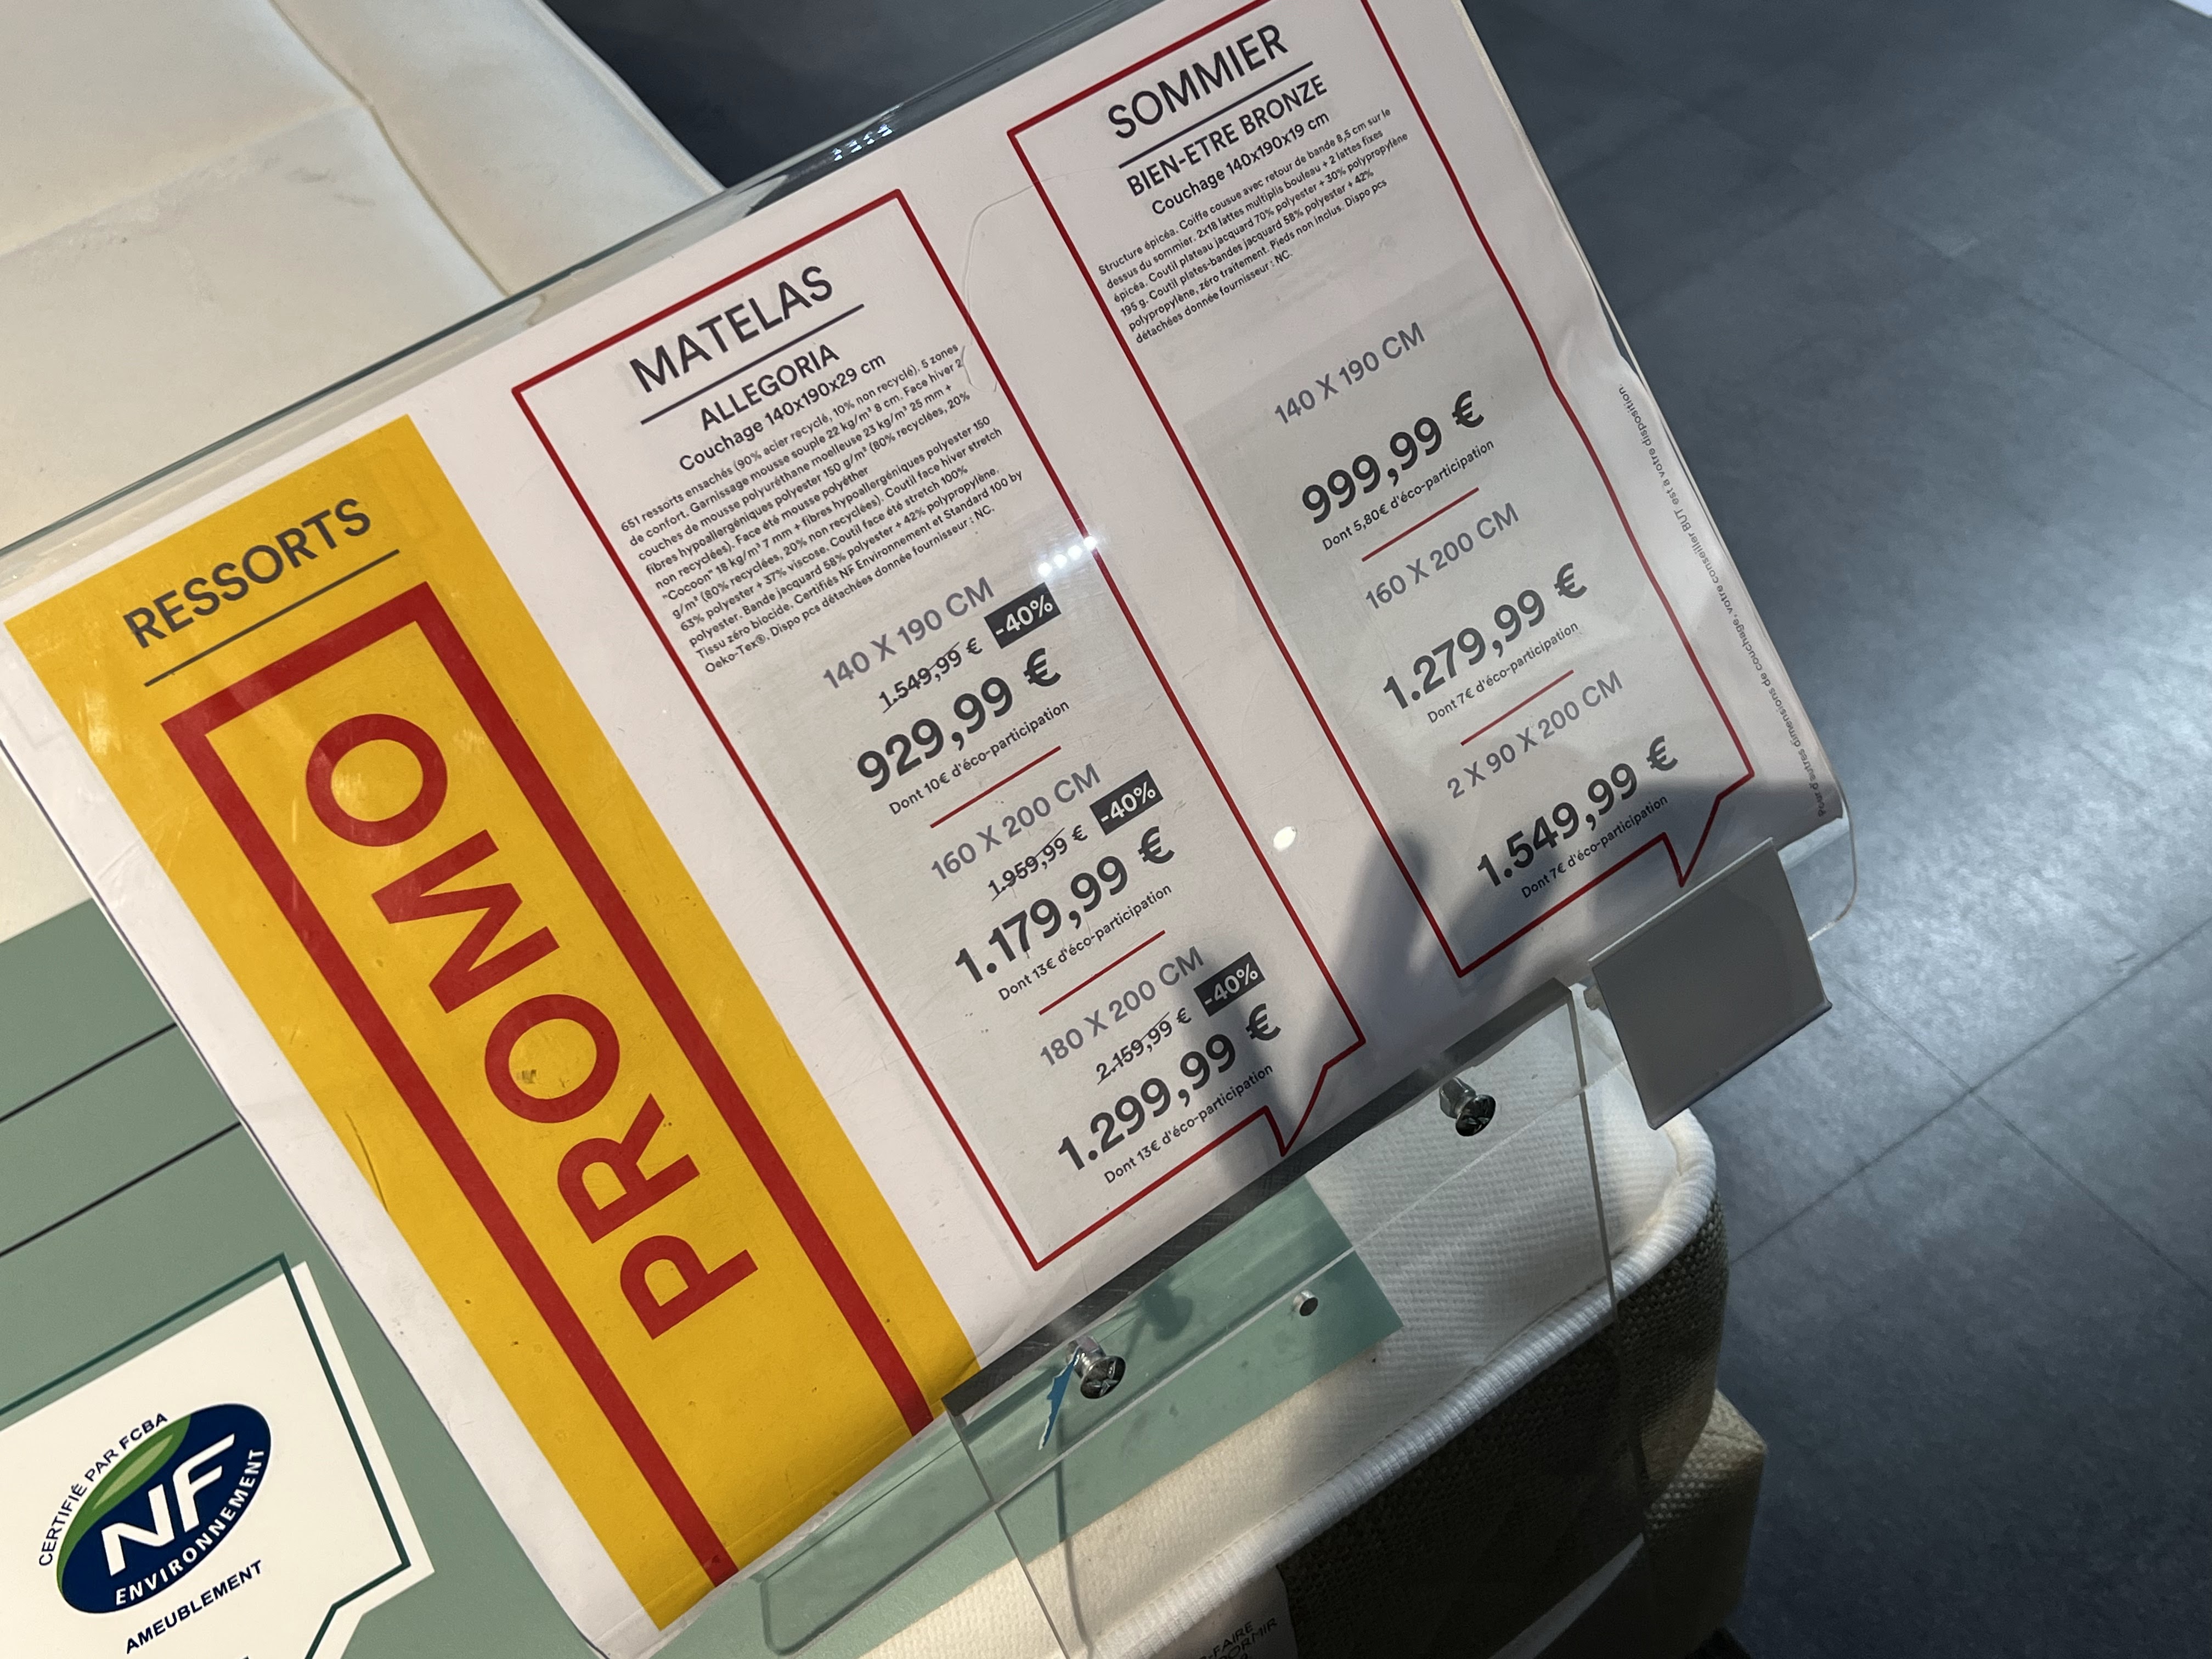 RESSORTS
PROMO
MATELAS
ALLEGORIA
Couchage 140x190x29 cm
651 ressorts ensachés (90% acier recyclé, 10% non recyclé). 5 zones
de confort. Garnissage mousse souple 22 kg/m³ 8 cm. Face hiver 2
couches de mousse polyuréthane moelleuse 23 kg/m³ 25 mm +
fibres hypoallergéniques polyester 150 g/m² (80% recyclées, 20%
non recyclées). Face été mousse polyéther
"Cocoon" 18 kg/m³ 7 mm + fibres hypoallergéniques polyester 150
g/m² (80% recyclées, 20% non recyclées). Coutil face hiver stretch
63% polyester + 37% viscose. Coutil face été stretch 100%
polyester. Bande jacquard 58% polyester + 42% polypropylène.
Tissu zéro biocide. Certifiés NF Environnement et Standard 100 by
Oeko-Tex®. Dispo pcs détachées donnée fournisseur : NC.
140 X 190 CM
1.549,99 € -40%
929,99 €
Dont 10€ d'éco-participation
160 X 200 CM
1.959,99 € -40%
1.179,99 €
Dont 13€ d'éco-participation
180 X 200 CM
2.159,99 € -40%
1.299,99 €
Dont 13€ d'éco-participation
SOMMIER
BIEN-ETRE BRONZE
Couchage 140x190x19 cm
Structure épicéa. Coiffe cousue avec retour de bande 8,5 cm sur le
dessus du sommier. 2x18 lattes multiplis bouleau + 2 lattes fixes
épicéa. Coutil plateau jacquard 70% polyester + 30% polypropylène
195 g. Coutil plates-bandes jacquard 58% polyester + 42%
polypropylène, zéro traitement. Pieds non inclus. Dispo pcs
détachées donnée fournisseur : NC.
140 X 190 CM
999,99 €
Dont 5,80€ d'éco-participation
160 X 200 CM
1.279,99 €
Dont 7€ d'éco-participation
2 X 90 X 200 CM
1.549,99 €
Dont 7€ d'éco-participation
Pour d'autres dimensions de couchage, votre conseiller BUT est à votre disposition.
CERTIFIÉ PAR FCBA
NF
ENVIRONNEMENT
AMEUBLEMENT